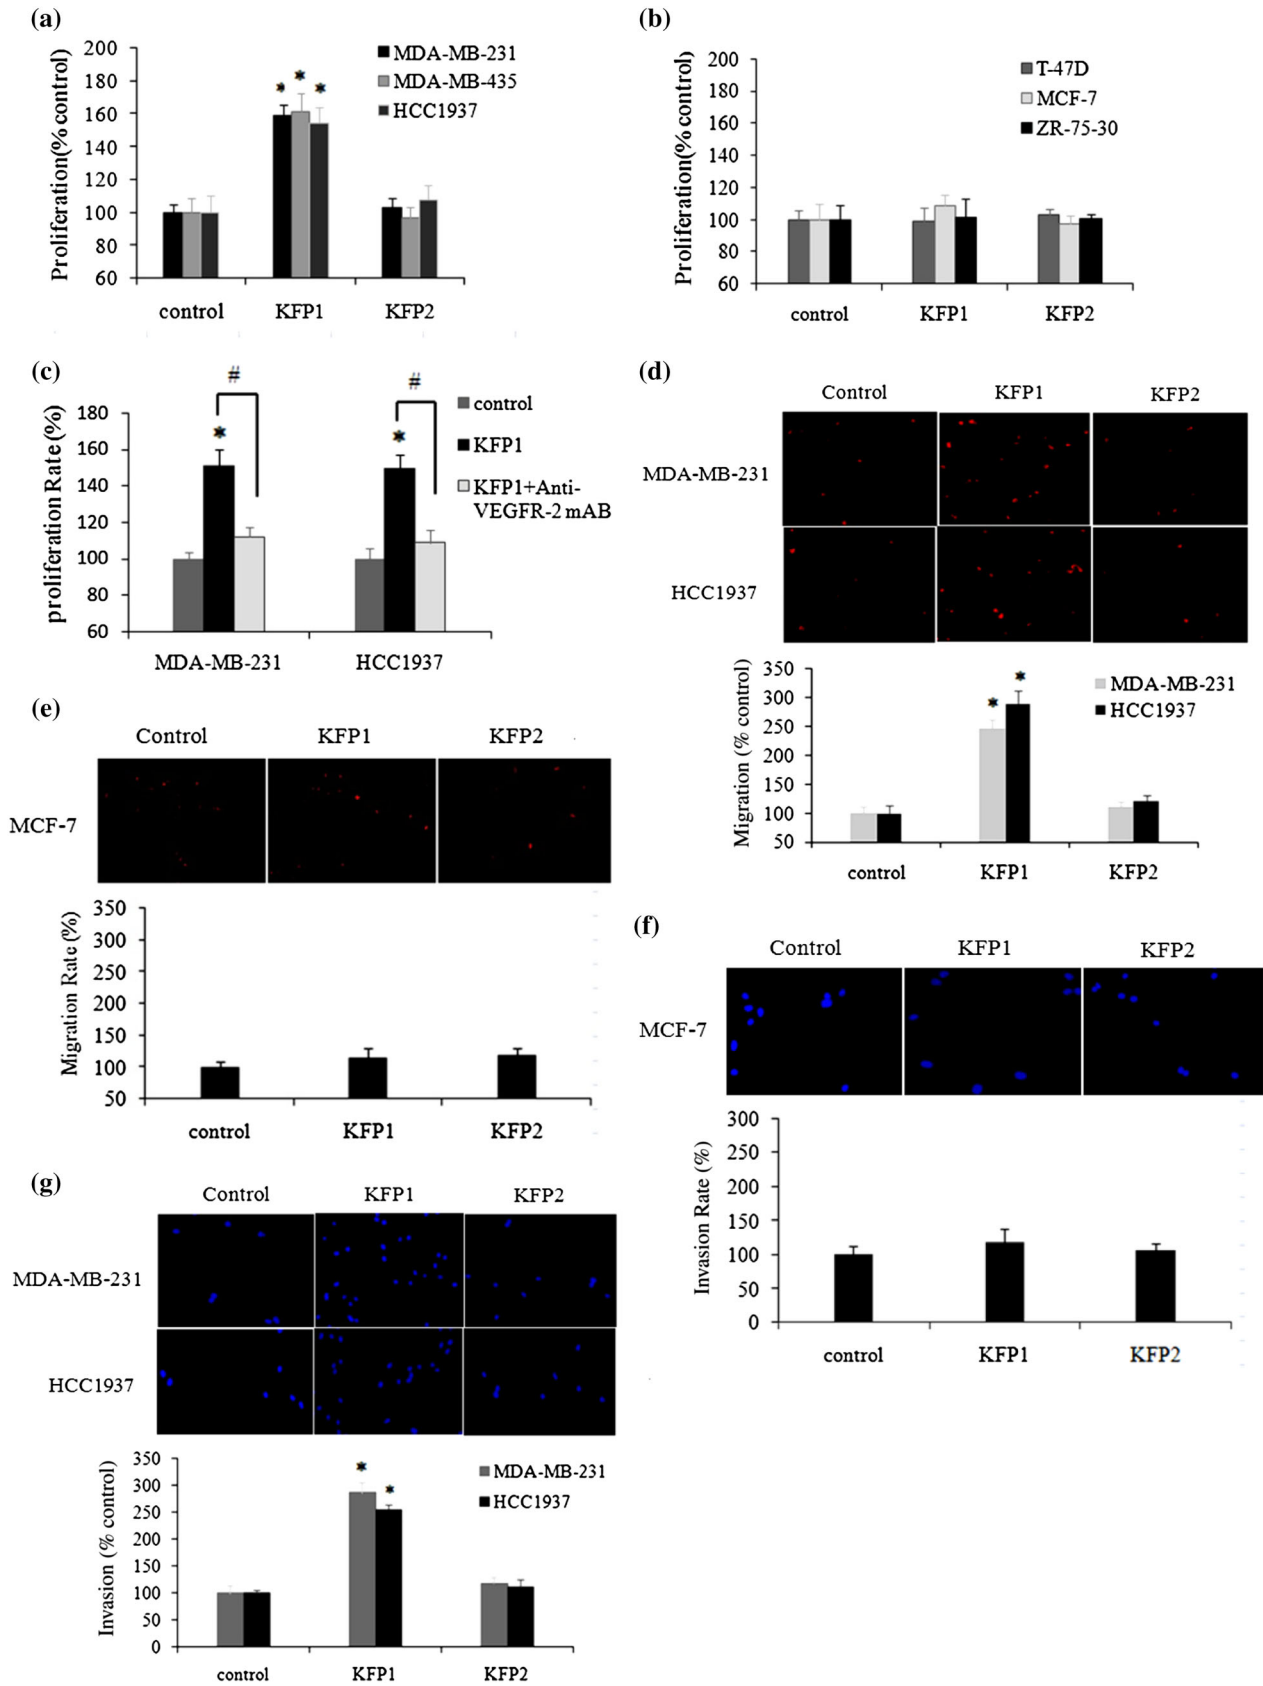 (a)
Proliferation(% control)
200
180
160
140
120
100
80
60
MDA-MB-231
MDA-MB-435
HCC1937
* * *
control KFP1 KFP2
(b)
Proliferation(% control)
200
180
160
140
120
100
80
60
T-47D
MCF-7
ZR-75-30
control KFP1 KFP2
(c)
proliferation Rate (%)
180
160
140
120
100
80
60
# #
* *
control
KFP1
KFP1+Anti-
VEGFR-2 mAB
MDA-MB-231 HCC1937
(d)
Control KFP1 KFP2
MDA-MB-231
HCC1937
Migration (% control)
350
300
250
200
150
100
50
* *
MDA-MB-231
HCC1937
control KFP1 KFP2
(e)
Control KFP1 KFP2
MCF-7
Migration Rate (%)
350
300
250
200
150
100
50
control KFP1 KFP2
(f)
Control KFP1 KFP2
MCF-7
Invasion Rate (%)
300
250
200
150
100
50
0
control KFP1 KFP2
(g)
Control KFP1 KFP2
MDA-MB-231
HCC1937
Invasion (% control)
350
300
250
200
150
100
50
0
* *
MDA-MB-231
HCC1937
control KFP1 KFP2